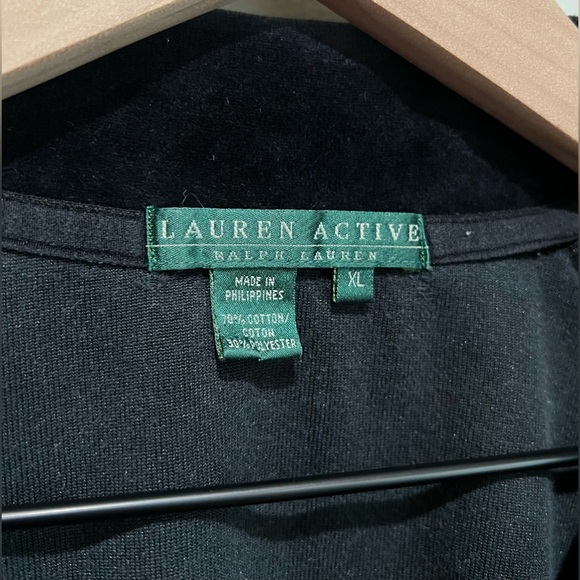 LAUREN ACTIVE
RALPH LAUREN
XL
MADE IN
PHILIPPINES
70% COTTON/
COTON
30% POLYESTER